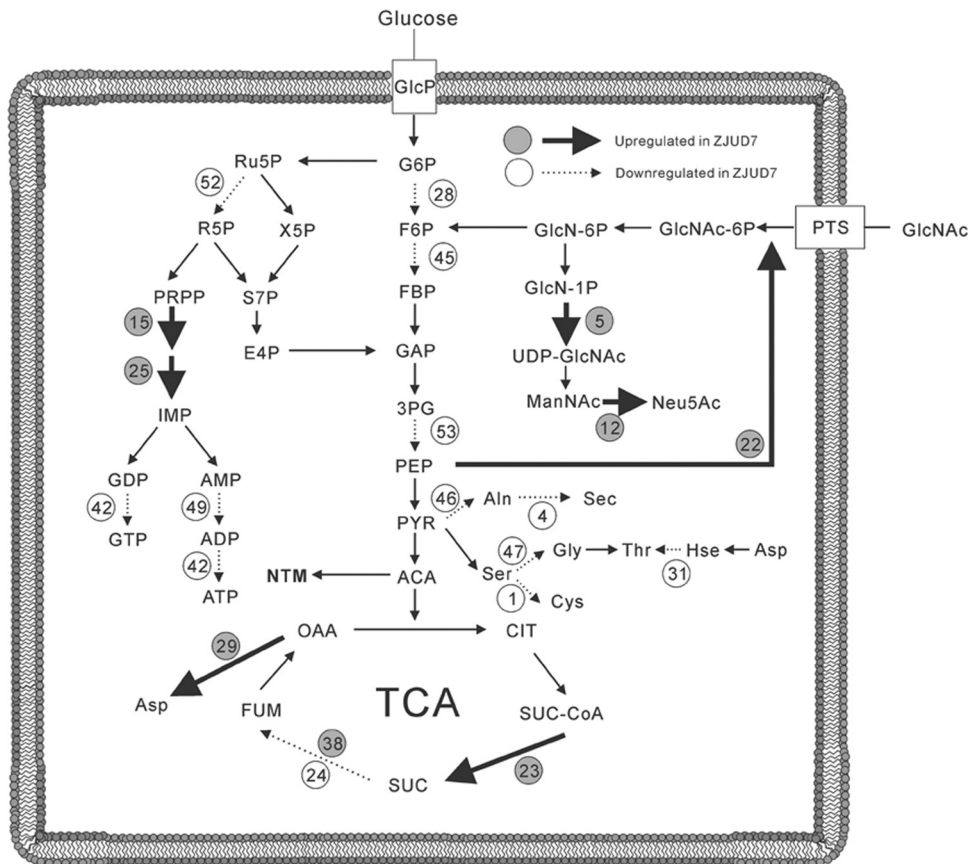 Glucose
GlcP
Upregulated in ZJUD7
Downregulated in ZJUD7
Ru5P
G6P
52
28
R5P
X5P
F6P
GlcN-6P
GlcNAc-6P
PTS
GlcNAc
45
PRPP
S7P
FBP
GlcN-1P
15
5
E4P
GAP
UDP-GlcNAc
25
IMP
3PG
ManNAc
Neu5Ac
53
12
22
GDP
AMP
PEP
42
49
46
Aln
Sec
4
GTP
ADP
PYR
47
Gly
Thr
Hse
Asp
42
NTM
ACA
Ser
31
ATP
1
Cys
29
OAA
CIT
Asp
FUM
TCA
SUC-CoA
38
24
SUC
23